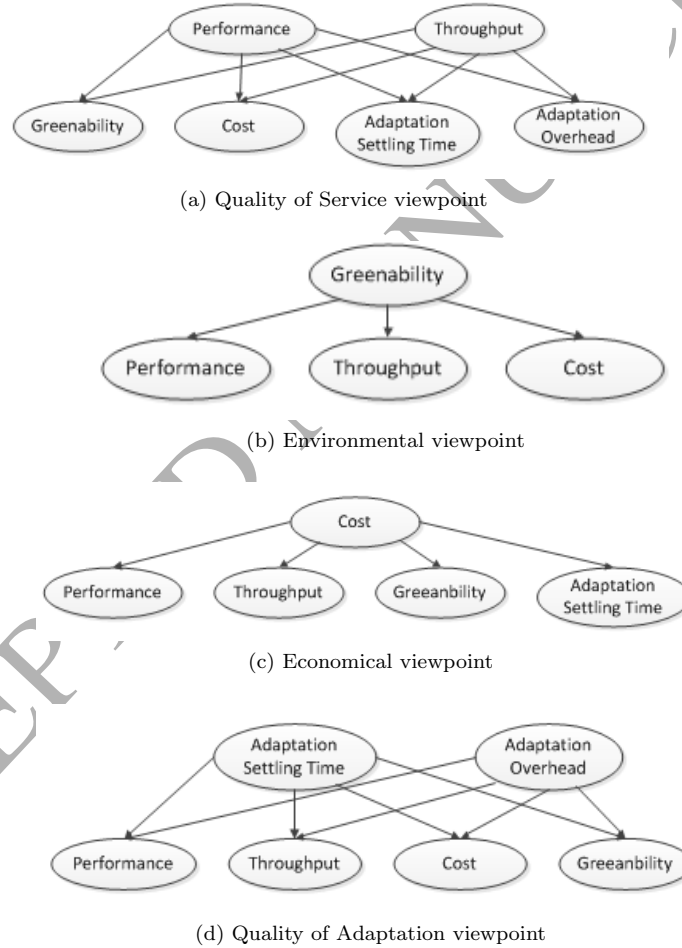 Performance
Throughput
Greenability
Cost
Adaptation
Settling Time
Adaptation
Overhead
(a) Quality of Service viewpoint
Greenability
Performance
Throughput
Cost
(b) Environmental viewpoint
Cost
Performance
Throughput
Greeanbility
Adaptation
Settling Time
(c) Economical viewpoint
Adaptation
Settling Time
Adaptation
Overhead
Performance
Throughput
Cost
Greeanbility
(d) Quality of Adaptation viewpoint